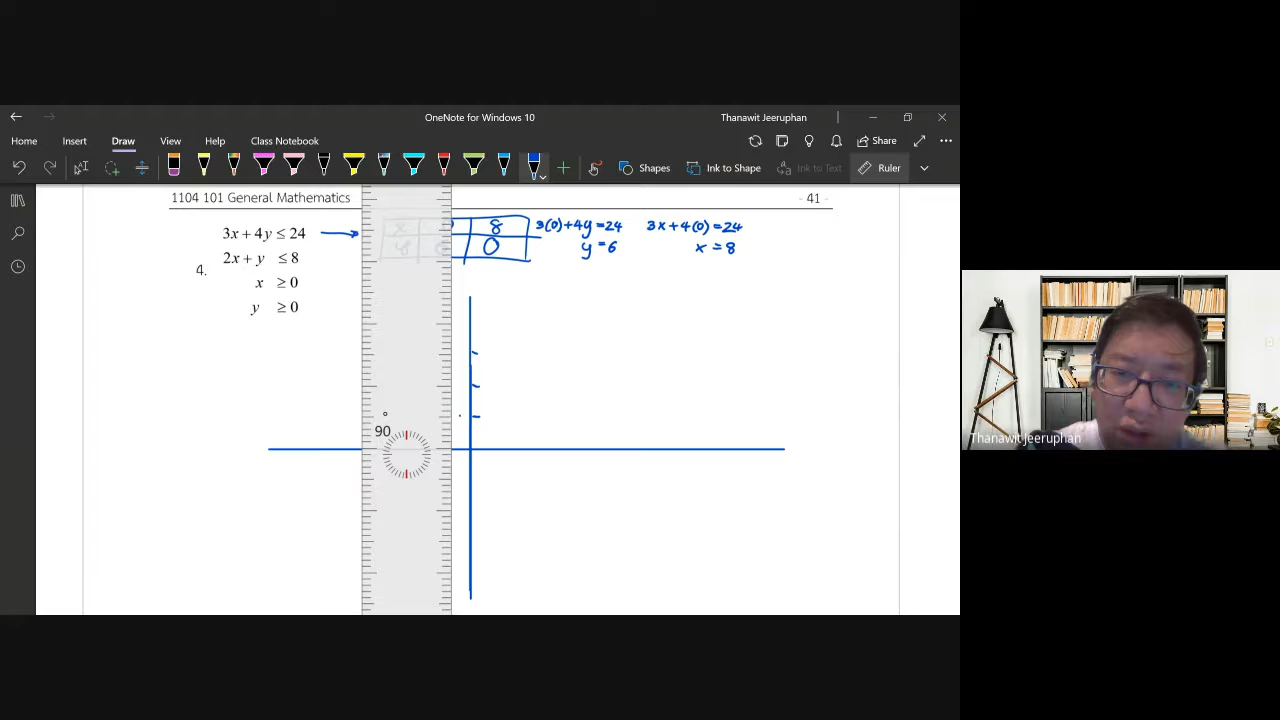 OneNote for Windows 10
Thanawit Jeeruphan
Home Insert Draw View Help Class Notebook
Share
Shapes Ink to Shape Ink to Text Ruler
1104 101 General Mathematics - 41 -
3x + 4y ≤ 24
4.
2x + y ≤ 8
x ≥ 0
y ≥ 0
x 8
y 0
3(0)+4y=24
y=6
3x+4(0)=24
x=8
90
Thanawit Jeeruphan